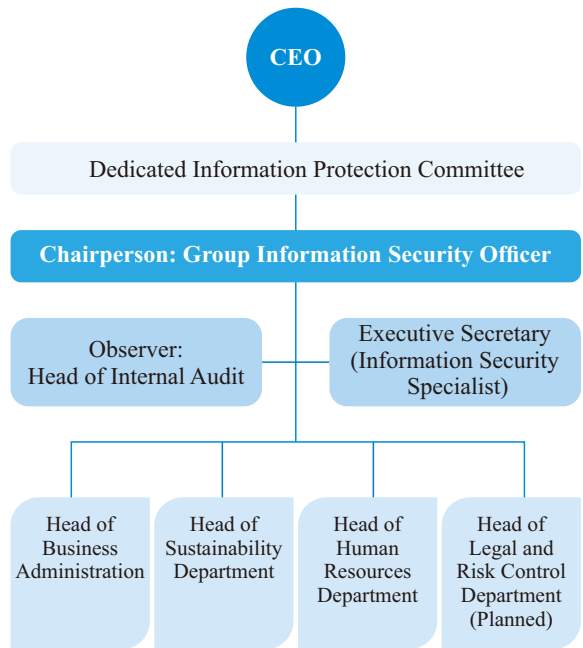 CEO
Dedicated Information Protection Committee
Chairperson: Group Information Security Officer
Observer:
Head of Internal Audit
Executive Secretary
(Information Security
Specialist)
Head of
Business
Administration
Head of
Sustainability
Department
Head of
Human
Resources
Department
Head of
Legal and
Risk Control
Department
(Planned)